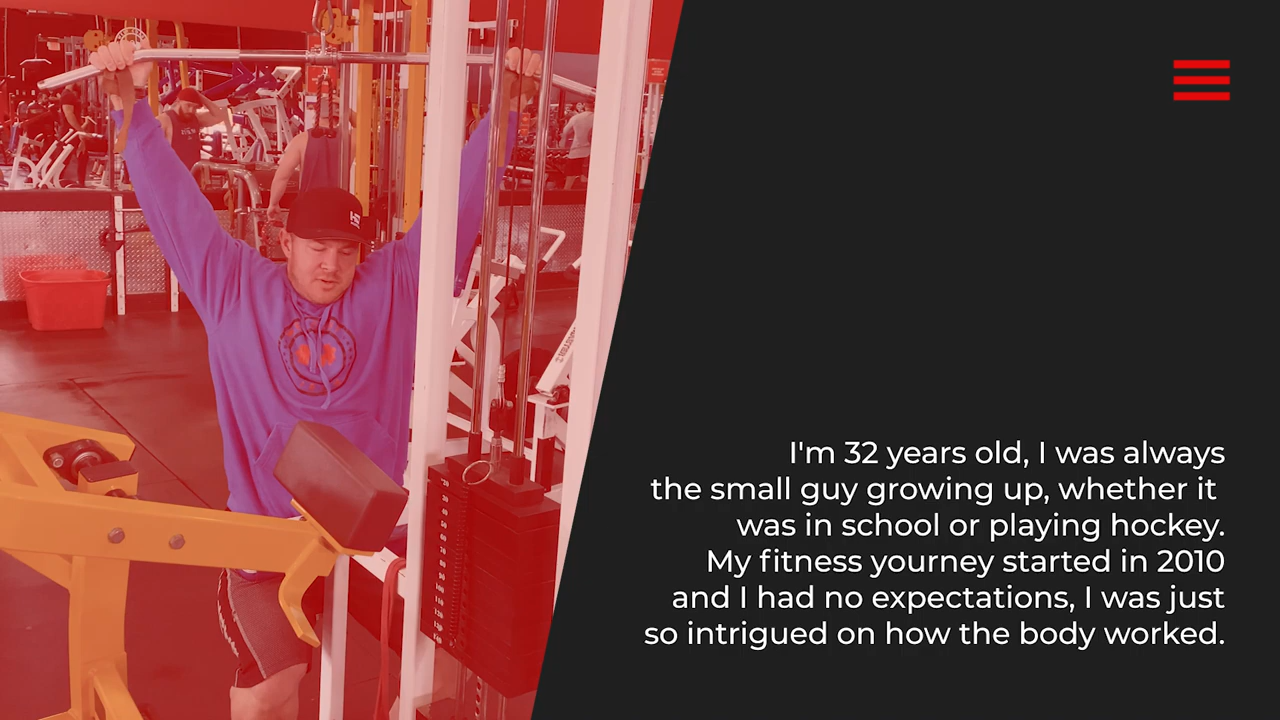 I'm 32 years old, I was always
the small guy growing up, whether it
was in school or playing hockey.
My fitness yourney started in 2010
and I had no expectations, I was just
so intrigued on how the body worked.